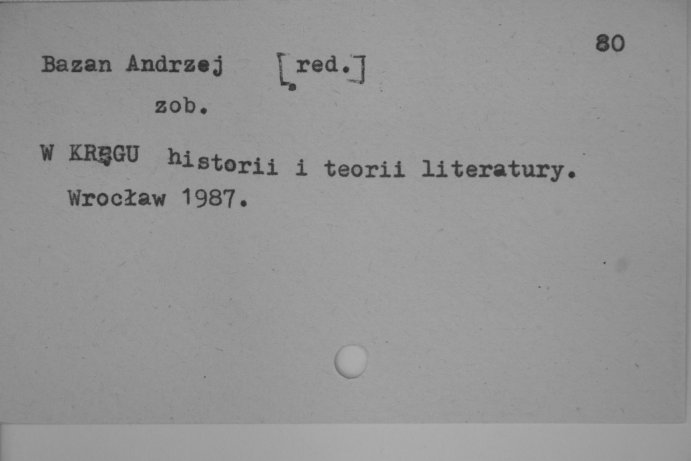 80
Bazan Andrzej [red.]
zob.
W KRĘGU historii i teorii literatury.
Wrocław 1987.